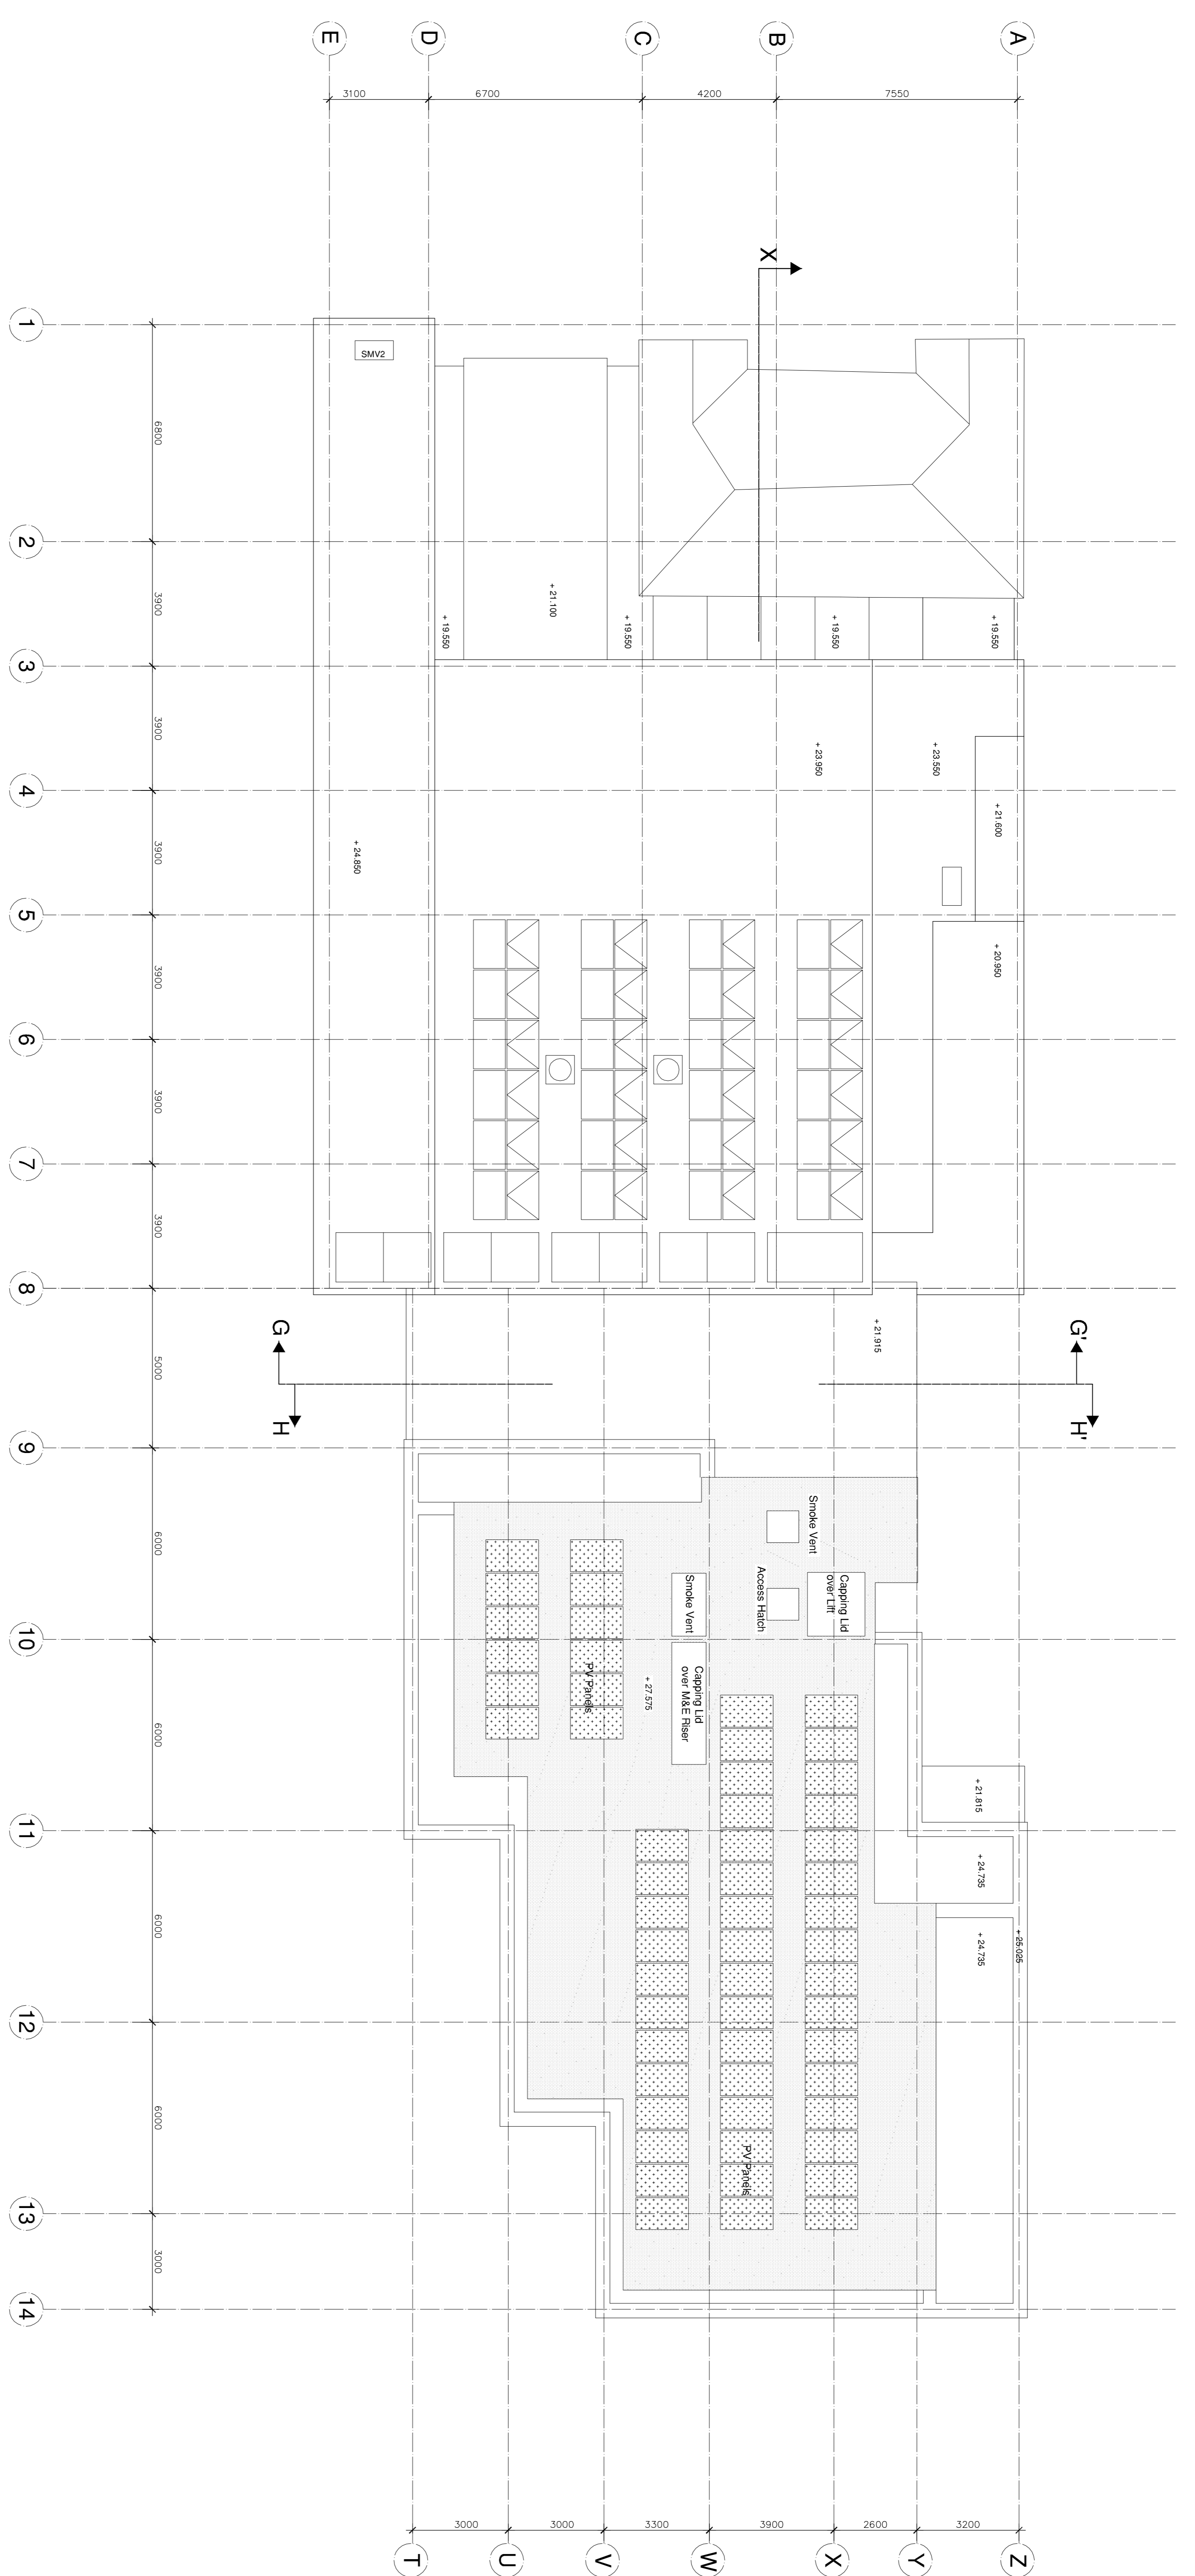 E
D
C
B
A
3100
6700
4200
7550
X
1
SMV2
6800
2
3900
+ 21.100
+ 19.550
+ 19.550
+ 19.550
+ 19.550
3
3900
+ 23.950
+ 23.550
4
3900
+ 24.850
+ 21.600
5
3900
+ 20.950
6
3900
7
3900
8
G
G'
+ 21.915
5000
H
H'
9
6000
Smoke Vent
Smoke Vent
Access Hatch
Capping Lid
over Lift
10
6000
PV Panels
+ 27.575
Capping Lid
over M&E Riser
+ 21.815
11
+ 24.735
6000
+ 24.735
+ 25.025
12
6000
PV Panels
13
3000
14
3000
3000
3300
3900
2600
3200
T
U
V
W
X
Y
Z